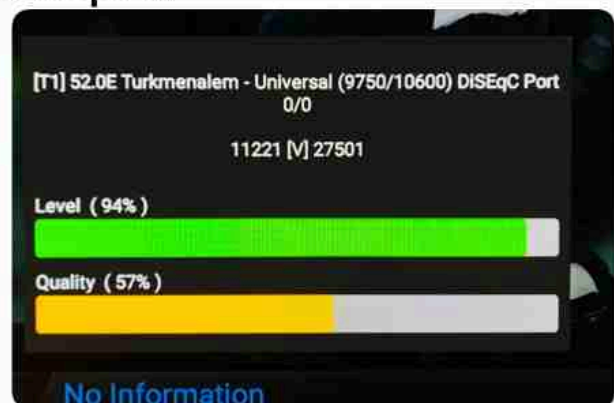 [T1] 52.0E Turkmenalem - Universal (9750/10600) DiSEqC Port
0/0
11221 [V] 27501
Level ( 94% )
Quality ( 57% )
No Information